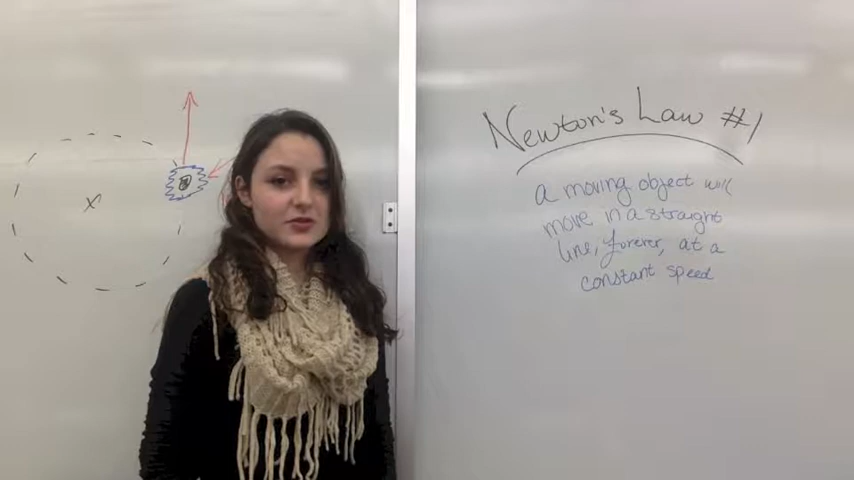 Newton's Law #1
a moving object will
move in a straight
line, forever, at a
constant speed
x